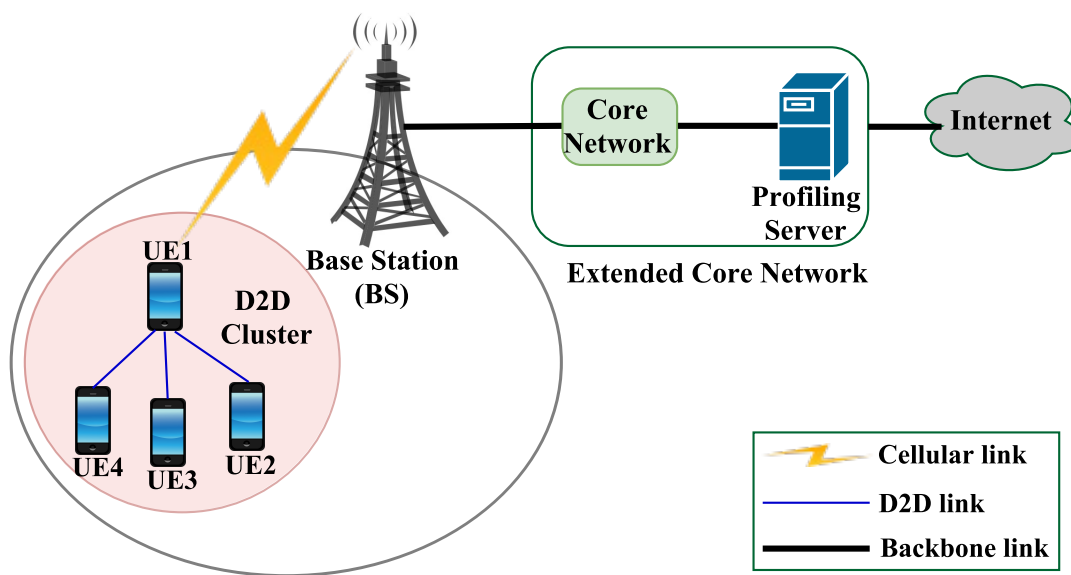 Core
Network
Internet
Profiling
Server
Extended Core Network
Base Station
(BS)
UE1
D2D
Cluster
UE4
UE3
UE2
Cellular link
D2D link
Backbone link